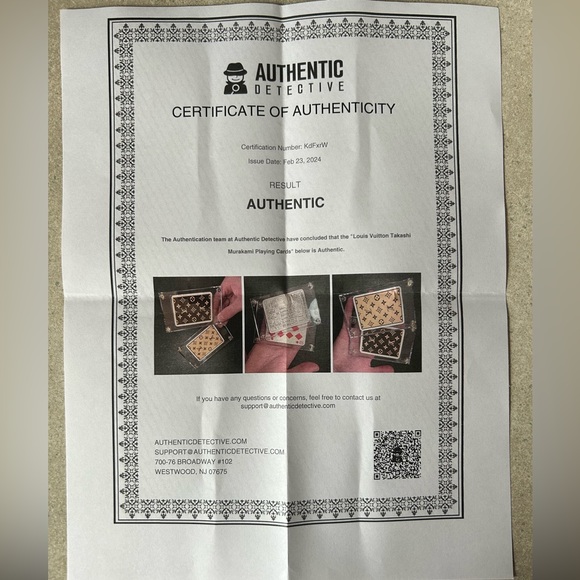 AUTHENTIC
DETECTIVE
CERTIFICATE OF AUTHENTICITY
Certification Number: KdFxrW
Issue Date: Feb 23, 2024
RESULT
AUTHENTIC
The Authentication team at Authentic Detective have concluded that the "Louis Vuitton Takashi
Murakami Playing Cards" below is Authentic.
If you have any questions or concerns, feel free to contact us at
support@authenticdetective.com
AUTHENTICDETECTIVE.COM
SUPPORT@AUTHENTICDETECTIVE.COM
700-76 BROADWAY #102
WESTWOOD, NJ 07675